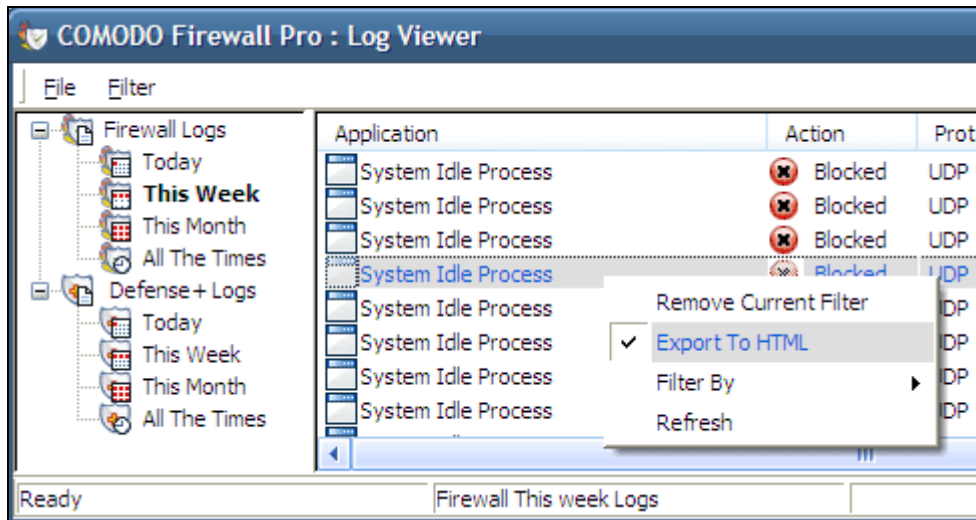 COMODO Firewall Pro : Log Viewer
File Filter
Firewall Logs
Today
This Week
This Month
All The Times
Defense+ Logs
Today
This Week
This Month
All The Times
Application Action Prot
System Idle Process Blocked UDP
System Idle Process Blocked UDP
System Idle Process Blocked UDP
System Idle Process Blocked UDP
System Idle Process DP
System Idle Process DP
System Idle Process DP
System Idle Process DP
Remove Current Filter
Export To HTML
Filter By
Refresh
Ready Firewall This week Logs